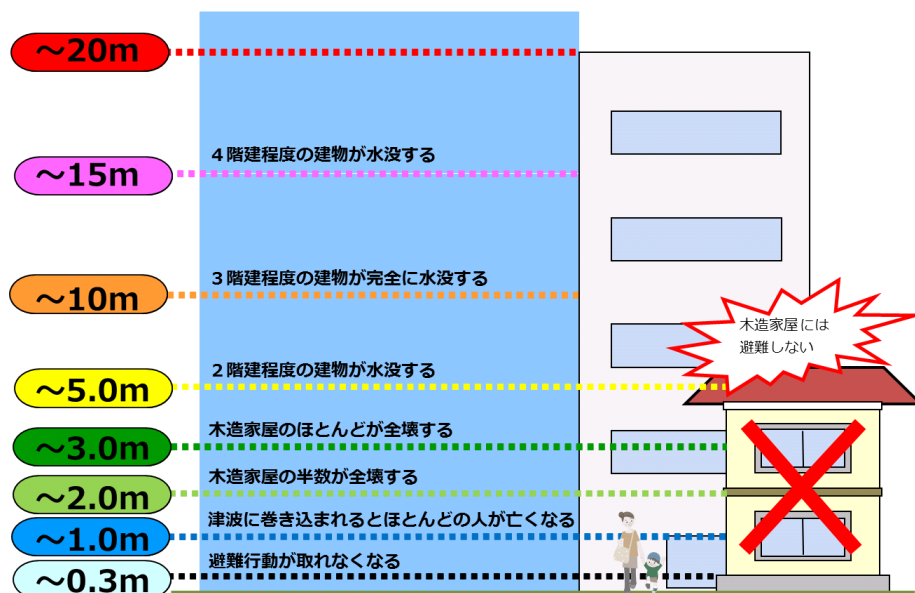 ～20m
４階建程度の建物が水没する
～15m
３階建程度の建物が完全に水没する
～10m
木造家屋には
避難しない
２階建程度の建物が水没する
～5.0m
木造家屋のほとんどが全壊する
～3.0m
木造家屋の半数が全壊する
～2.0m
津波に巻き込まれるとほとんどの人が亡くなる
～1.0m
避難行動が取れなくなる
～0.3m